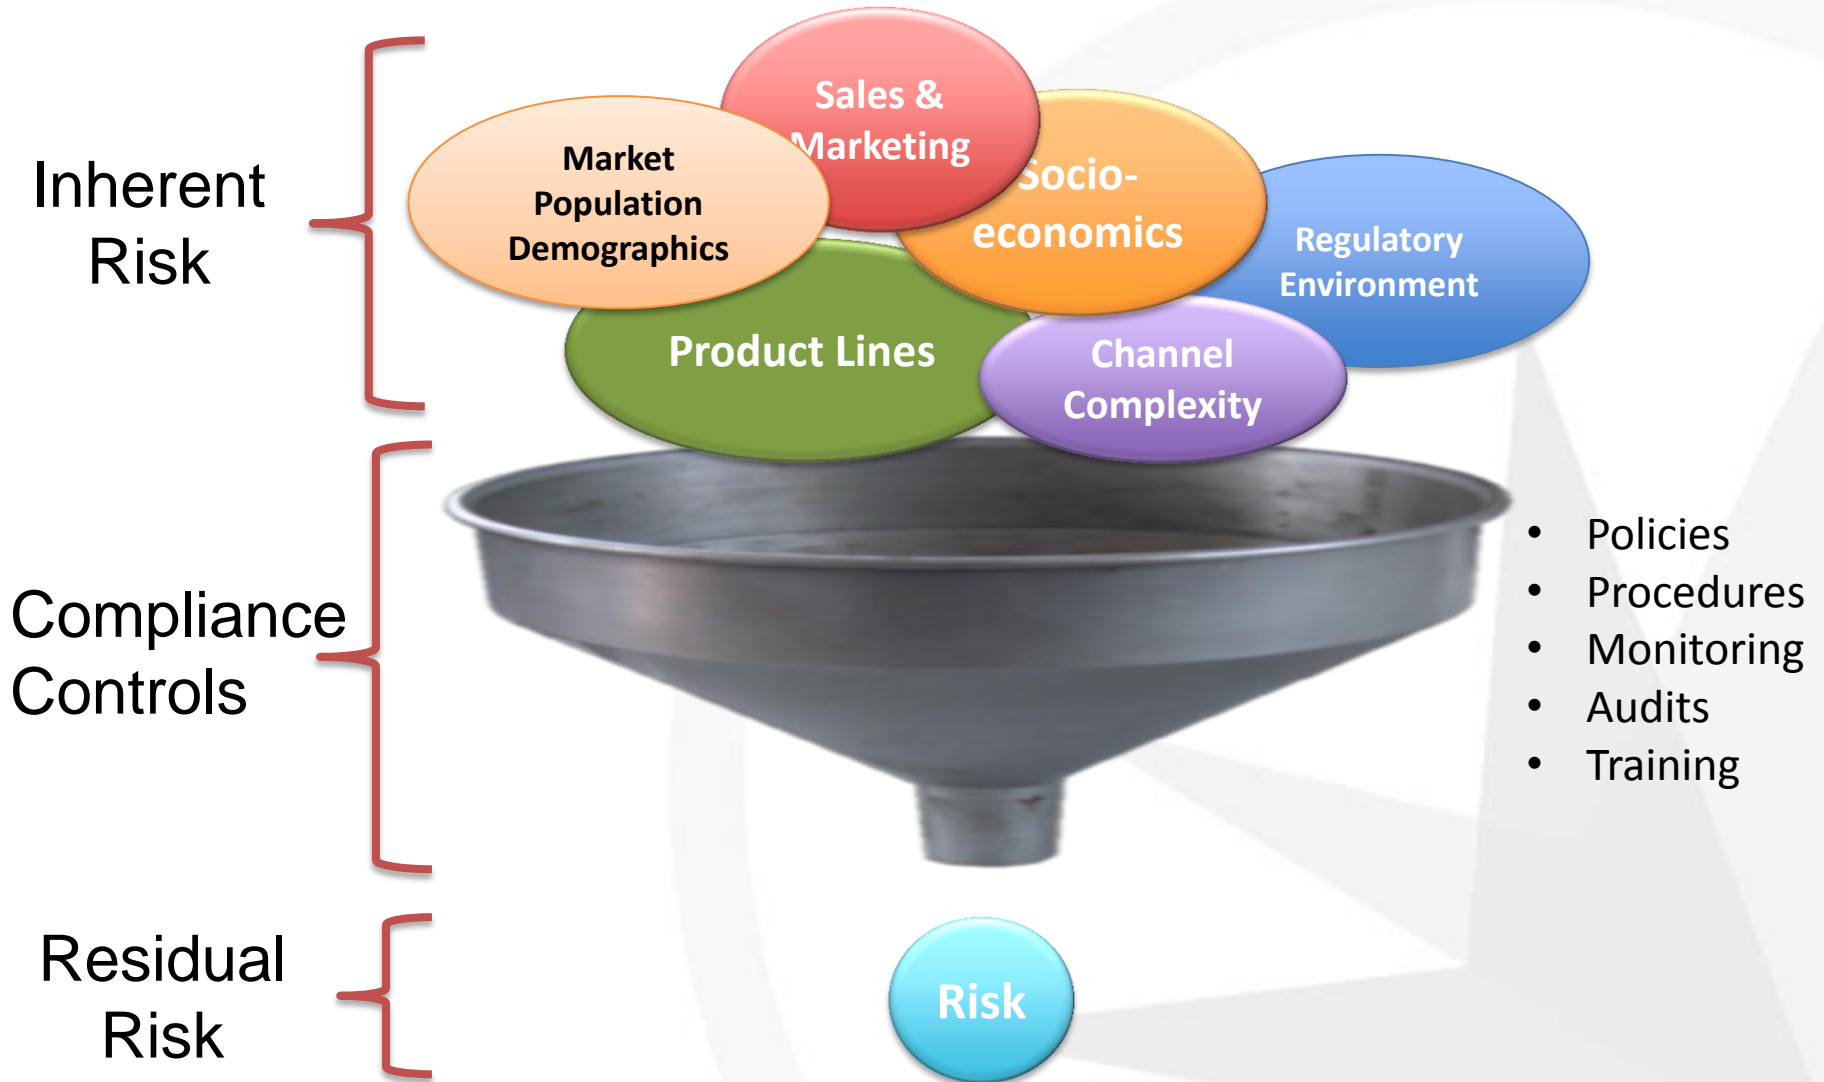 Inherent
Risk
Sales &
Marketing
Market
Population
Demographics
Socio-
economics
Regulatory
Environment
Product Lines
Channel
Complexity
Compliance
Controls
• Policies
• Procedures
• Monitoring
• Audits
• Training
Residual
Risk
Risk